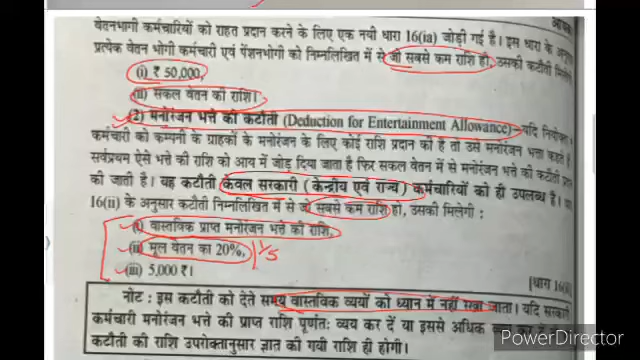 आयकर
वेतनभोगी कर्मचारियों को राहत प्रदान करने के लिए एक नयी धारा 16(ia) जोड़ी गई है। इस धारा के अनुसार
प्रत्येक वेतन भोगी कर्मचारी एवं पेंशनभोगी को निम्नलिखित में से जो सबसे कम राशि हो, उसकी कटौती मिलेगी
(i) ₹ 50,000,
(ii) सकल वेतन की राशि।
(2) मनोरंजन भत्ते की कटौती (Deduction for Entertainment Allowance)–यदि नियोक्ता
कर्मचारी को कम्पनी के ग्राहकों के मनोरंजन के लिए कोई राशि प्रदान की है तो उसे मनोरंजन भत्ता कहते हैं
सर्वप्रथम ऐसे भत्ते की राशि को आय में जोड़ दिया जाता है फिर सकल वेतन में से मनोरंजन भत्ते की कटौती
की जाती है। यह कटौती केवल सरकारी (केन्द्रीय एवं राज्य) कर्मचारियों को ही उपलब्ध है।
16(ii) के अनुसार कटौती निम्नलिखित में से जो सबसे कम राशि हो, उसकी मिलेगी :
(i) वास्तविक प्राप्त मनोरंजन भत्ते की राशि,
(ii) मूल वेतन का 20%, 1/5
(iii) 5,000 ₹।
[धारा 16(ii)]
नोट : इस कटौती को देते समय वास्तविक व्ययों को ध्यान में नहीं रखा जाता। यदि सरकारी
कर्मचारी मनोरंजन भत्ते की प्राप्त राशि पूर्णतः व्यय कर दें या इससे अधिक
कटौती की राशि उपरोक्तानुसार ज्ञात की गयी राशि ही होगी।
PowerDirector